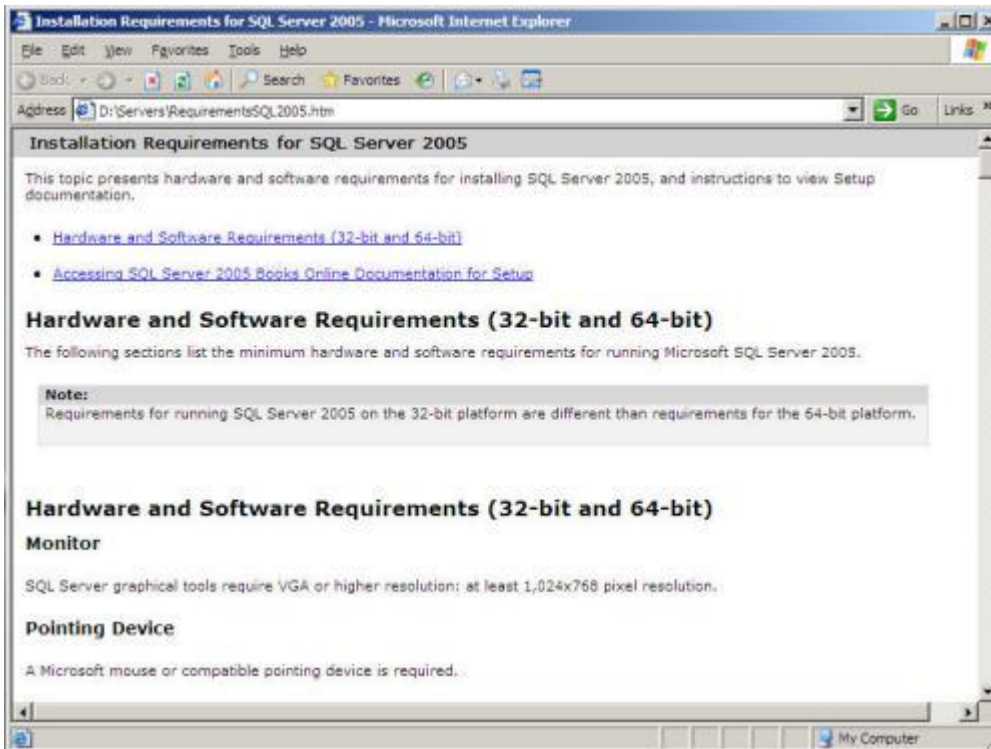 Installation Requirements for SQL Server 2005 - Microsoft Internet Explorer
File Edit View Favorites Tools Help
Back Search Favorites
Address D:\Servers\RequirementsSQL2005.htm Go Links »
Installation Requirements for SQL Server 2005
This topic presents hardware and software requirements for installing SQL Server 2005, and instructions to view Setup
documentation.
• Hardware and Software Requirements (32-bit and 64-bit)
• Accessing SQL Server 2005 Books Online Documentation for Setup
Hardware and Software Requirements (32-bit and 64-bit)
The following sections list the minimum hardware and software requirements for running Microsoft SQL Server 2005.
Note:
Requirements for running SQL Server 2005 on the 32-bit platform are different than requirements for the 64-bit platform.
Hardware and Software Requirements (32-bit and 64-bit)
Monitor
SQL Server graphical tools require VGA or higher resolution: at least 1,024x768 pixel resolution.
Pointing Device
A Microsoft mouse or compatible pointing device is required.
My Computer